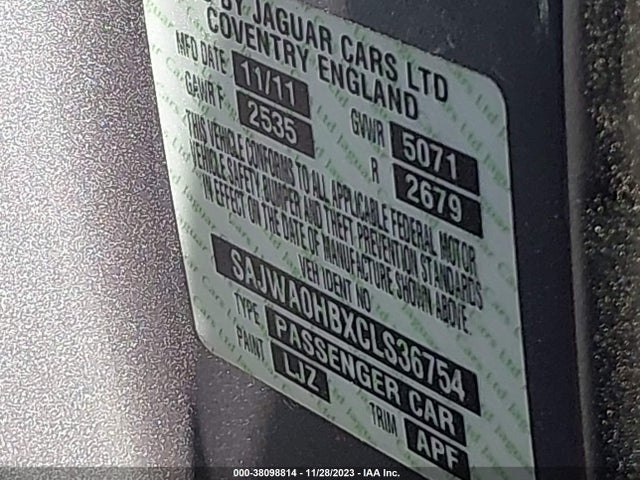 BY JAGUAR CARS LTD
COVENTRY ENGLAND
MFD DATE 11/11
GAWR F 2535 GVWR 5071
R 2679
THIS VEHICLE CONFORMS TO ALL APPLICABLE FEDERAL MOTOR
VEHICLE SAFETY, BUMPER AND THEFT PREVENTION STANDARDS
IN EFFECT ON THE DATE OF MANUFACTURE SHOWN ABOVE.
VEH IDENT NO
SAJWA0HBXCLS36754
TYPE PASSENGER CAR
PAINT LJZ TRIM APF
000-38098814 - 11/28/2023 - IAA Inc.